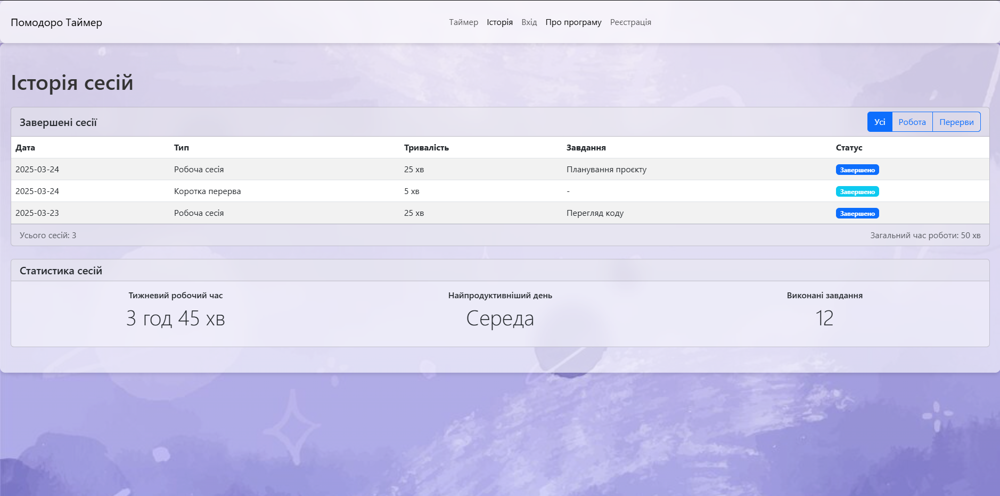 Помодоро Таймер
Таймер Історія Вхід Про програму Реєстрація
Історія сесій
Завершені сесії
Усі Робота Перерви
Дата Тип Тривалість Завдання Статус
2025-03-24 Робоча сесія 25 хв Планування проєкту Завершено
2025-03-24 Коротка перерва 5 хв - Завершено
2025-03-23 Робоча сесія 25 хв Перегляд коду Завершено
Усього сесій: 3 Загальний час роботи: 50 хв
Статистика сесій
Тижневий робочий час Найпродуктивніший день Виконані завдання
3 год 45 хв Середа 12